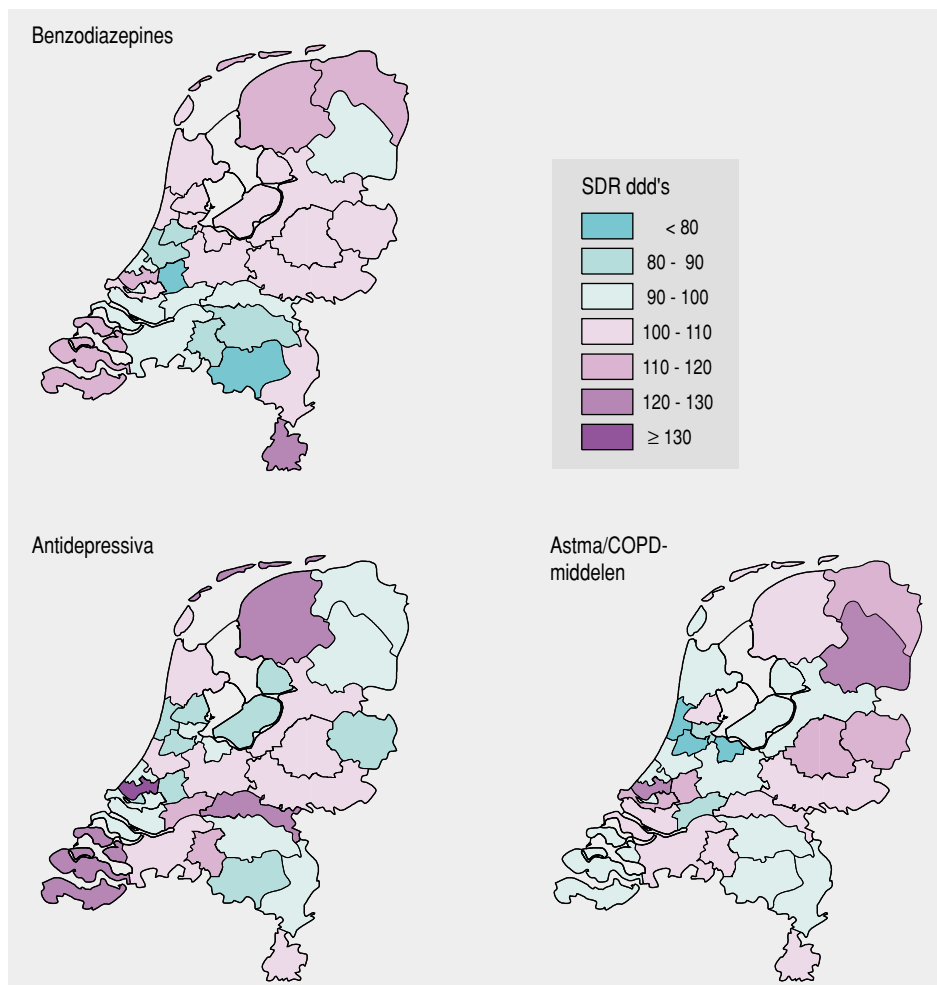 Benzodiazepines
SDR ddd's
< 80
80 - 90
90 - 100
100 - 110
110 - 120
120 - 130
≥ 130
Antidepressiva
Astma/COPD-
middelen